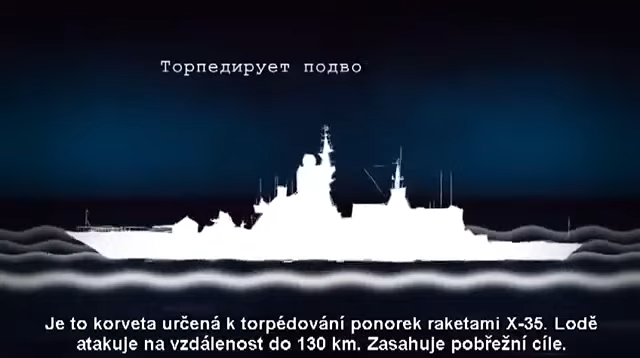 Торпедирует подво
Je to korveta určená k torpédování ponorek raketami X-35. Lodě
atakuje na vzdálenost do 130 km. Zasahuje pobřežní cíle.